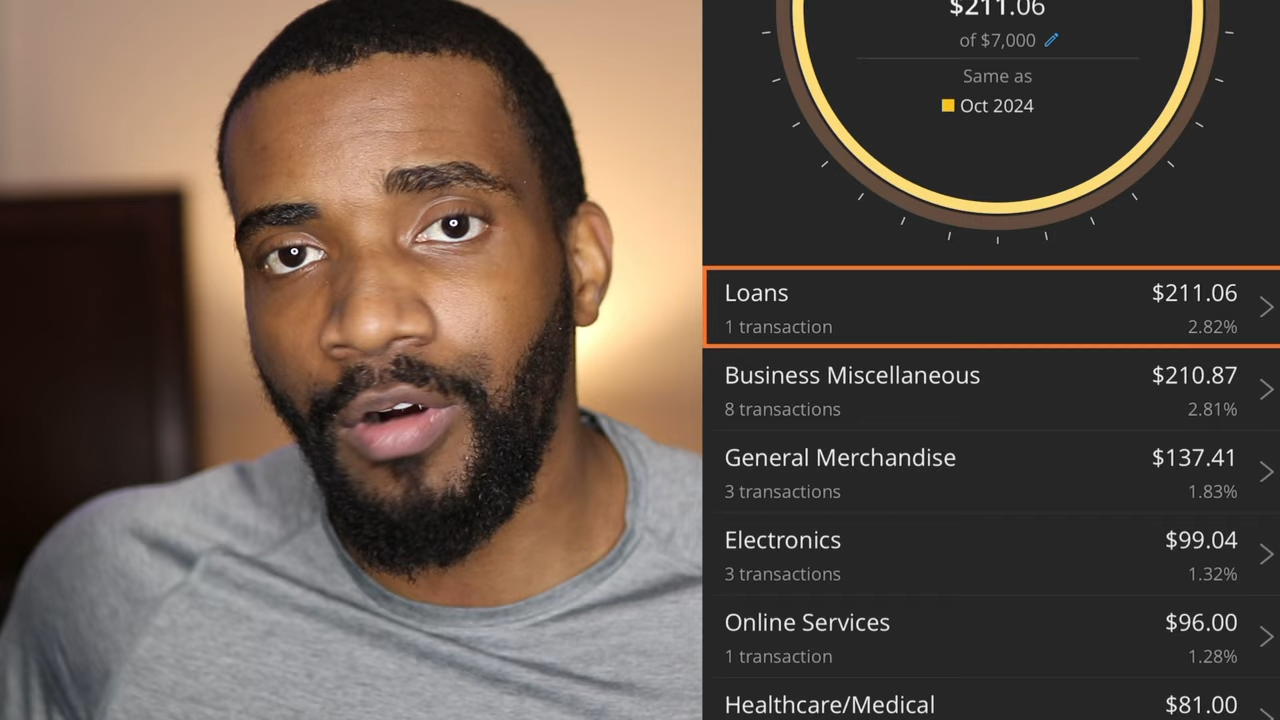 $211.06
of $7,000
Same as
Oct 2024
Loans
$211.06
1 transaction
2.82%
Business Miscellaneous
$210.87
8 transactions
2.81%
General Merchandise
$137.41
3 transactions
1.83%
Electronics
$99.04
3 transactions
1.32%
Online Services
$96.00
1 transaction
1.28%
Healthcare/Medical
$81.00